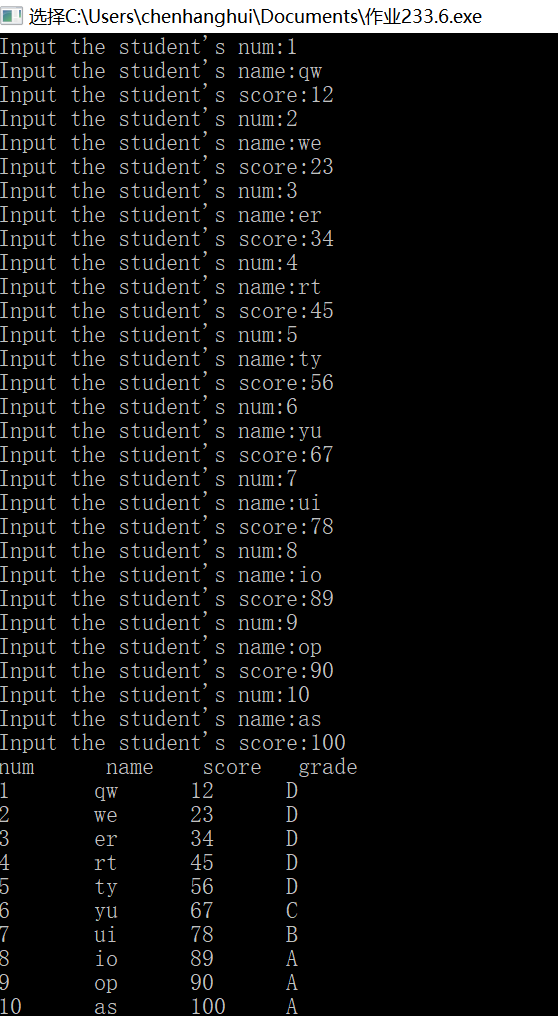 选择C:\Users\chenhanghui\Documents\作业233.6.exe
Input the student's num:1
Input the student's name:qw
Input the student's score:12
Input the student's num:2
Input the student's name:we
Input the student's score:23
Input the student's num:3
Input the student's name:er
Input the student's score:34
Input the student's num:4
Input the student's name:rt
Input the student's score:45
Input the student's num:5
Input the student's name:ty
Input the student's score:56
Input the student's num:6
Input the student's name:yu
Input the student's score:67
Input the student's num:7
Input the student's name:ui
Input the student's score:78
Input the student's num:8
Input the student's name:io
Input the student's score:89
Input the student's num:9
Input the student's name:op
Input the student's score:90
Input the student's num:10
Input the student's name:as
Input the student's score:100
num      name    score   grade
1       qw      12      D
2       we      23      D
3       er      34      D
4       rt      45      D
5       ty      56      D
6       yu      67      C
7       ui      78      B
8       io      89      A
9       op      90      A
10      as      100     A